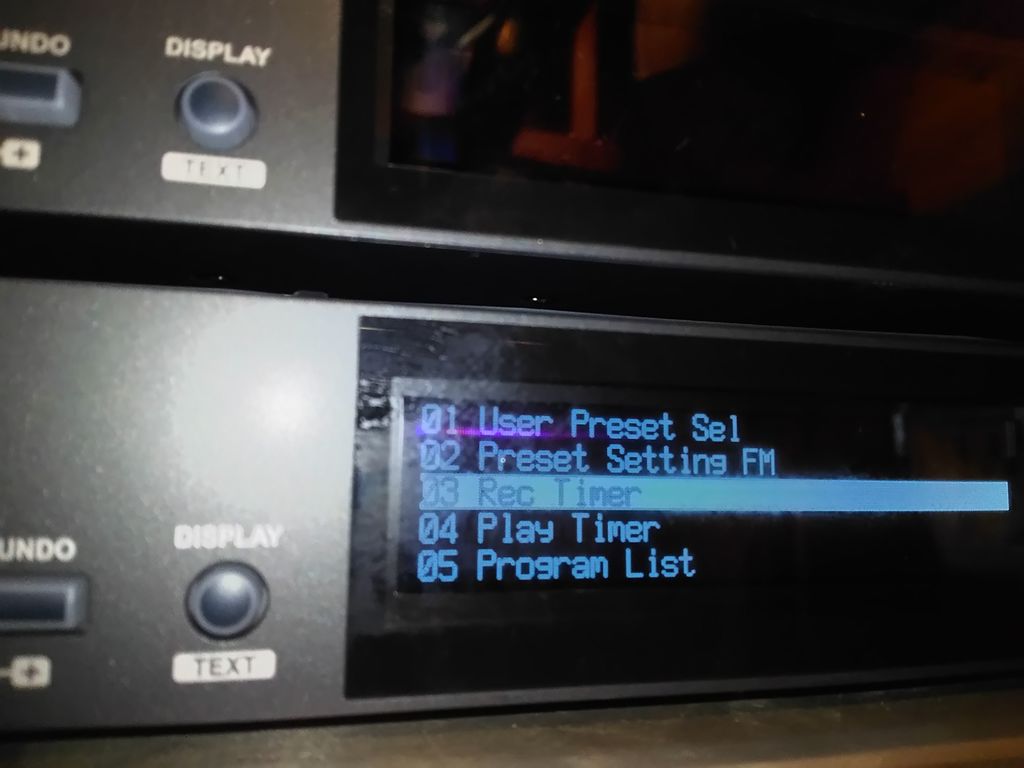 UNDO
DISPLAY
TEXT
01 User Preset Sel
02 Preset Setting FM
03 Rec Timer
04 Play Timer
05 Program List
UNDO
DISPLAY
TEXT